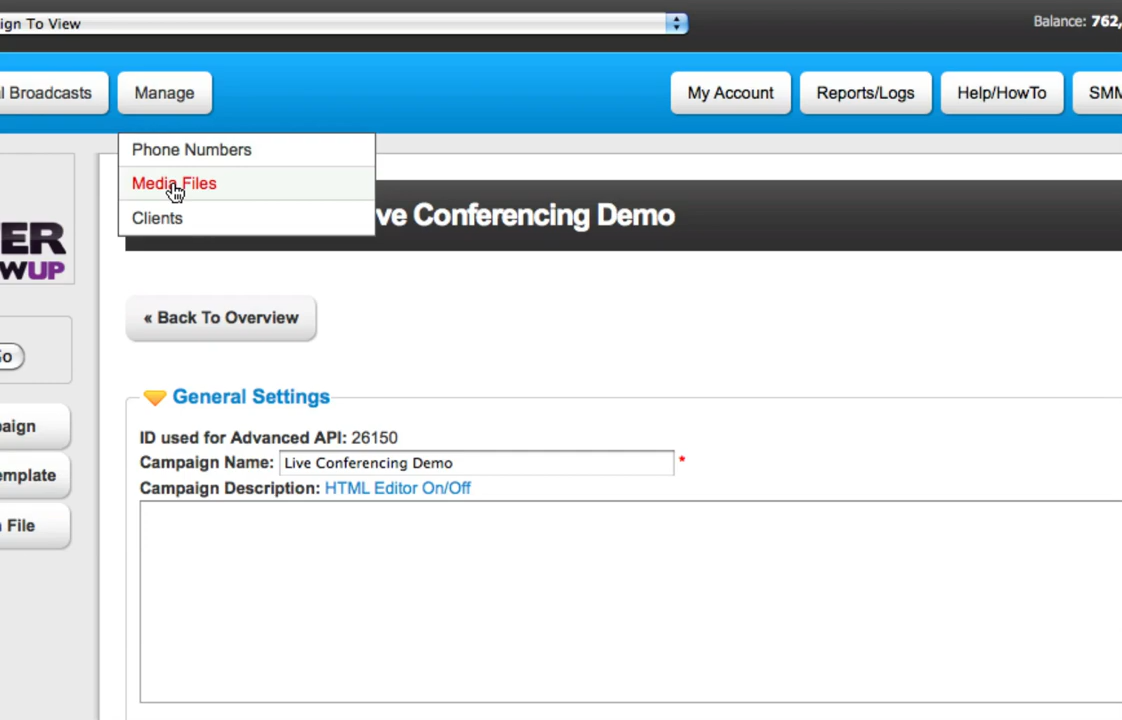 ign To View
Balance: 762,
l Broadcasts
Manage
My Account
Reports/Logs
Help/HowTo
SMM
Phone Numbers
Media Files
Clients
ve Conferencing Demo
ER
WUP
« Back To Overview
Go
General Settings
paign
ID used for Advanced API: 26150
Campaign Name: Live Conferencing Demo *
emplate
Campaign Description: HTML Editor On/Off
File